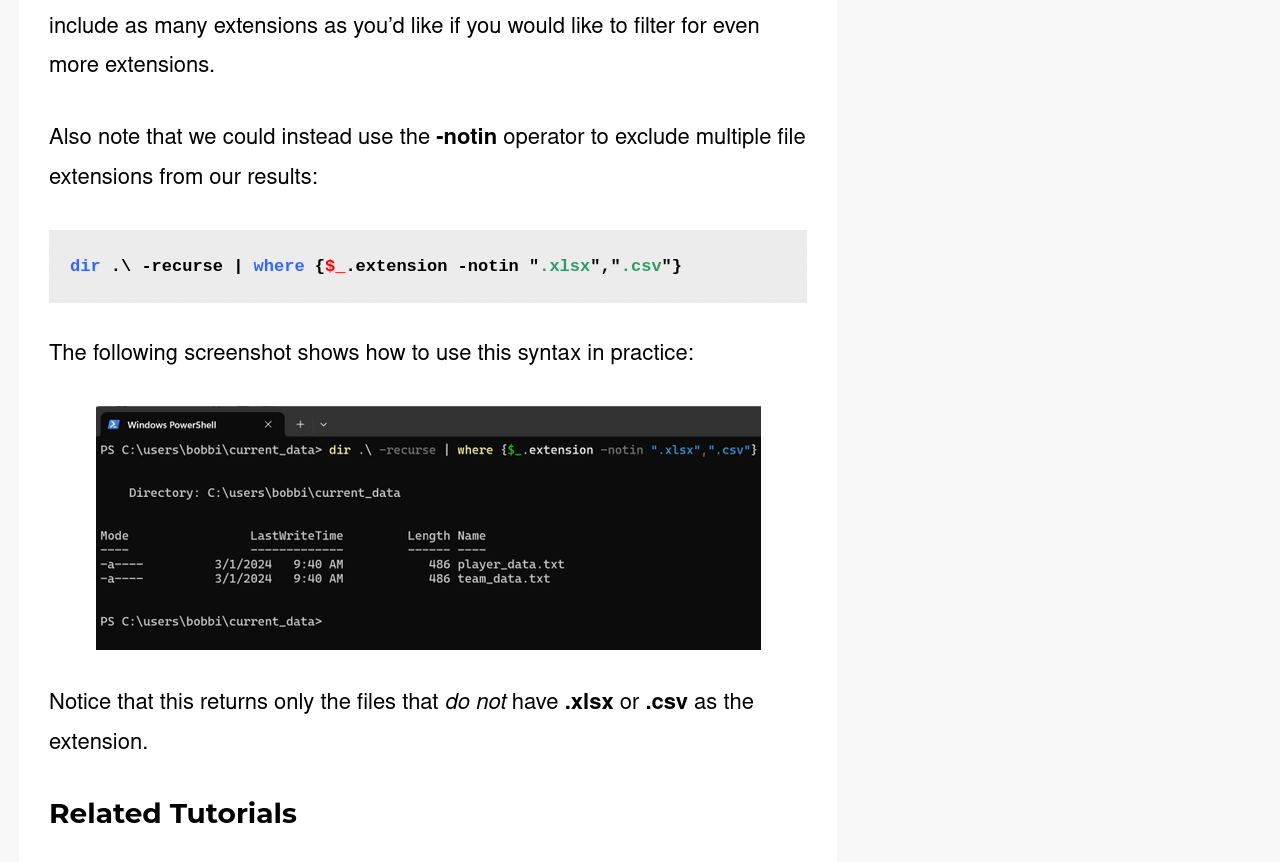 include as many extensions as you’d like if you would like to filter for even
more extensions.
Also note that we could instead use the -notin operator to exclude multiple file
extensions from our results:
dir .\ -recurse | where {$_.extension -notin ".xlsx",".csv"}
The following screenshot shows how to use this syntax in practice:
Windows PowerShell
PS C:\users\bobbi\current_data> dir .\ -recurse | where {$_.extension -notin ".xlsx",".csv"}
Directory: C:\users\bobbi\current_data
Mode LastWriteTime Length Name
---- ------------- ------ ----
-a---- 3/1/2024 9:40 AM 486 player_data.txt
-a---- 3/1/2024 9:40 AM 486 team_data.txt
PS C:\users\bobbi\current_data>
Notice that this returns only the files that do not have .xlsx or .csv as the
extension.
Related Tutorials